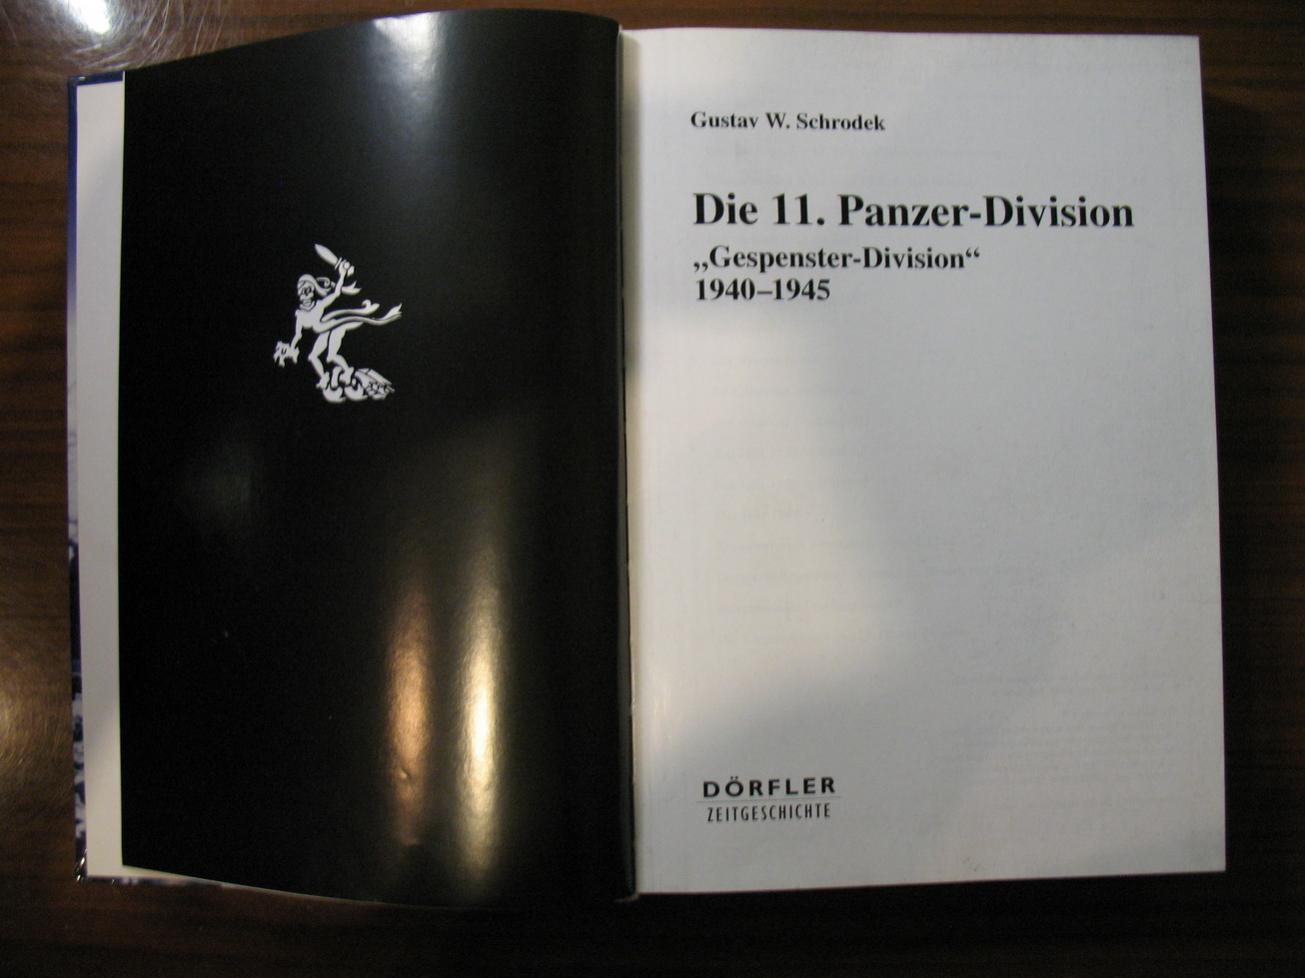 Gustav W. Schrodek
Die 11. Panzer-Division
„Gespenster-Division“
1940–1945
DÖRFLER
ZEITGESCHICHTE